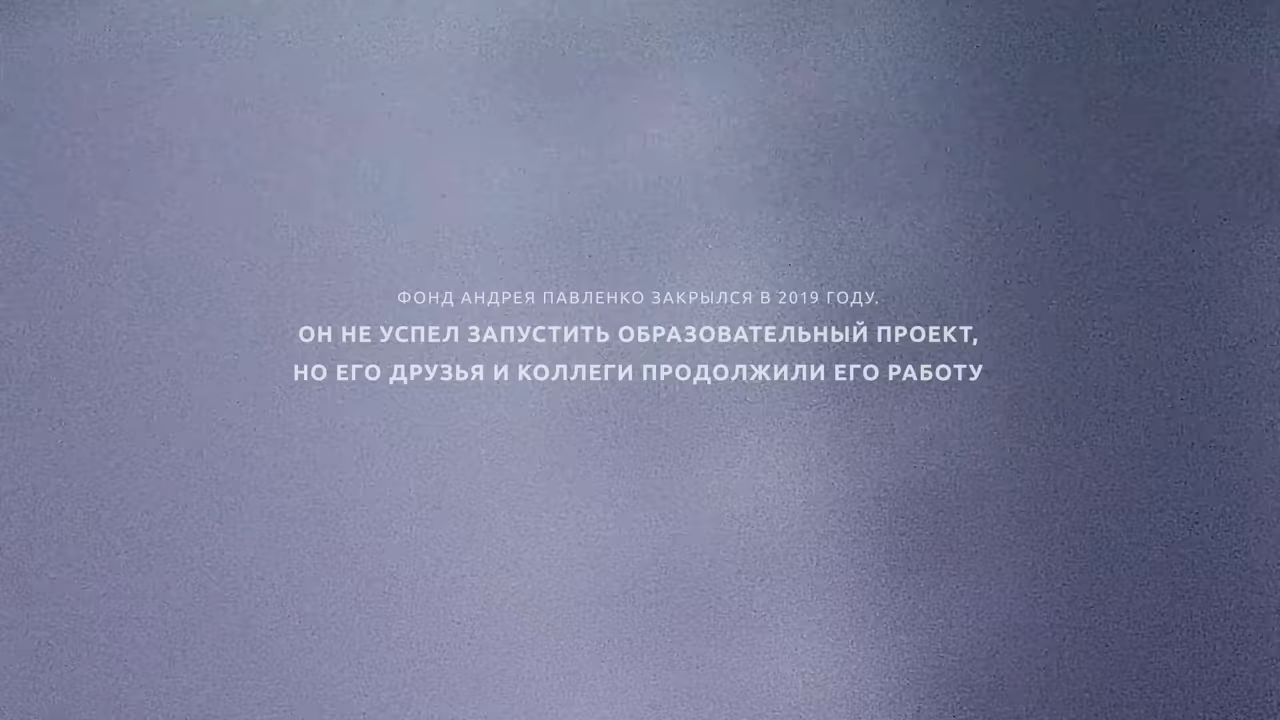 ФОНД АНДРЕЯ ПАВЛЕНКО ЗАКРЫЛСЯ В 2019 ГОДУ.
ОН НЕ УСПЕЛ ЗАПУСТИТЬ ОБРАЗОВАТЕЛЬНЫЙ ПРОЕКТ,
НО ЕГО ДРУЗЬЯ И КОЛЛЕГИ ПРОДОЛЖИЛИ ЕГО РАБОТУ